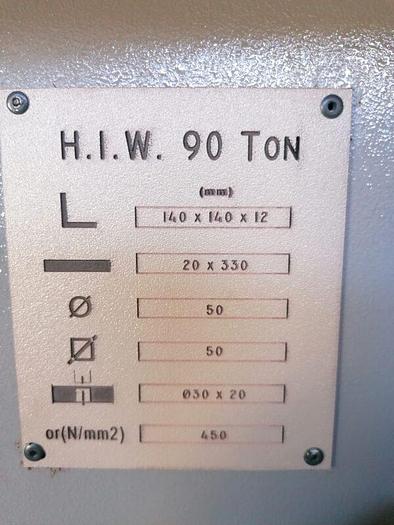 H.I.W. 90 TON
(mm)
140 x 140 x 12
20 x 330
50
50
Ø30 x 20
or(N/mm2) 450